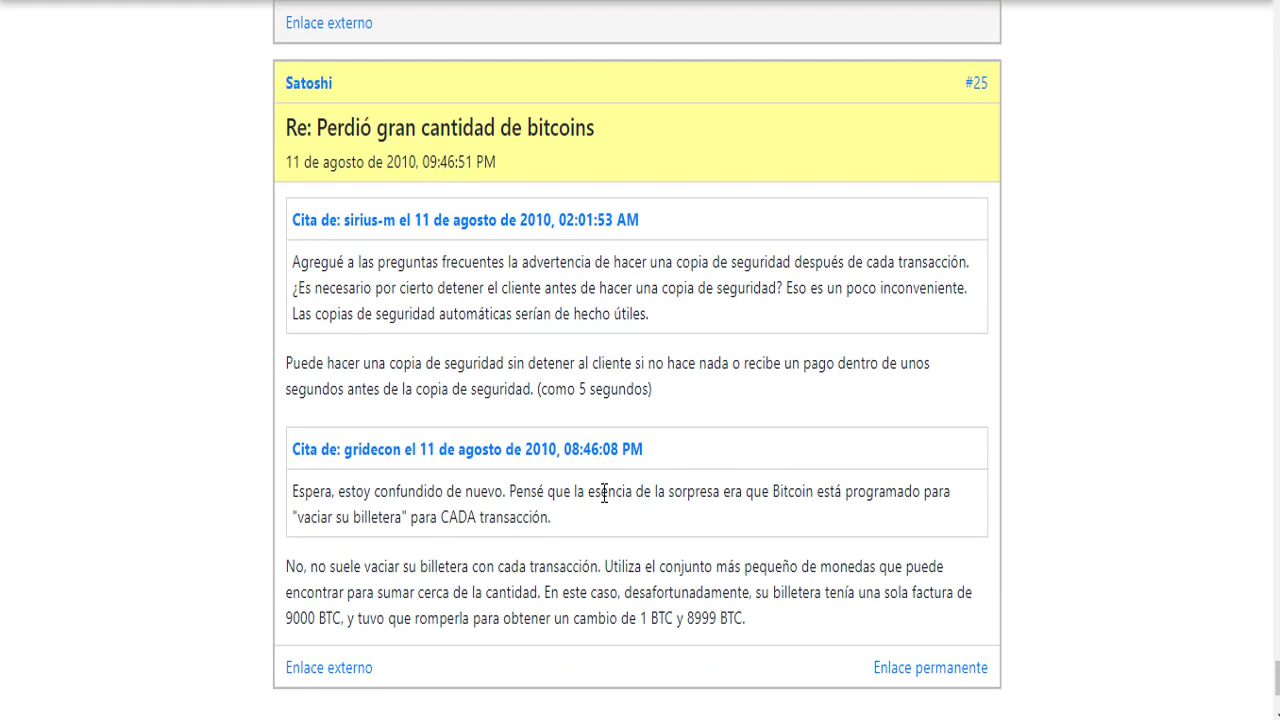 Enlace externo
Satoshi #25
Re: Perdió gran cantidad de bitcoins
11 de agosto de 2010, 09:46:51 PM
Cita de: sirius-m el 11 de agosto de 2010, 02:01:53 AM
Agregué a las preguntas frecuentes la advertencia de hacer una copia de seguridad después de cada transacción.
¿Es necesario por cierto detener el cliente antes de hacer una copia de seguridad? Eso es un poco inconveniente.
Las copias de seguridad automáticas serían de hecho útiles.
Puede hacer una copia de seguridad sin detener al cliente si no hace nada o recibe un pago dentro de unos
segundos antes de la copia de seguridad. (como 5 segundos)
Cita de: gridecon el 11 de agosto de 2010, 08:46:08 PM
Espera, estoy confundido de nuevo. Pensé que la esencia de la sorpresa era que Bitcoin está programado para
"vaciar su billetera" para CADA transacción.
No, no suele vaciar su billetera con cada transacción. Utiliza el conjunto más pequeño de monedas que puede
encontrar para sumar cerca de la cantidad. En este caso, desafortunadamente, su billetera tenía una sola factura de
9000 BTC, y tuvo que romperla para obtener un cambio de 1 BTC y 8999 BTC.
Enlace externo Enlace permanente